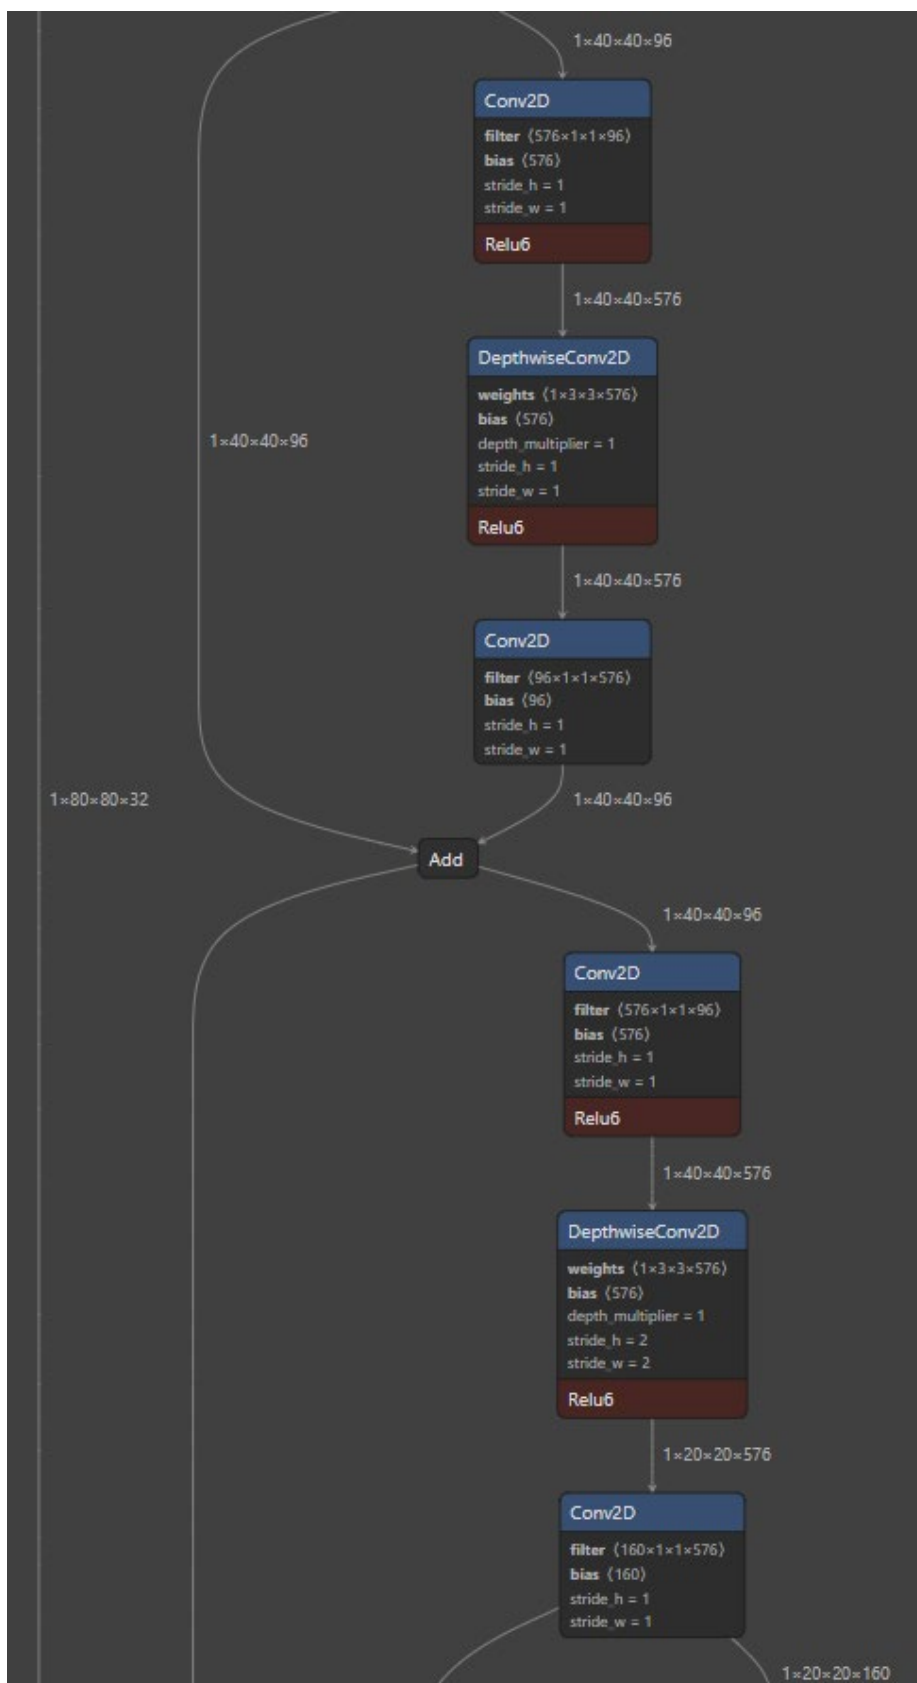 1×40×40×96
Conv2D
filter ⟨576×1×1×96⟩
bias ⟨576⟩
stride_h = 1
stride_w = 1
Relu6
1×40×40×576
DepthwiseConv2D
weights ⟨1×3×3×576⟩
bias ⟨576⟩
depth_multiplier = 1
stride_h = 1
stride_w = 1
Relu6
1×40×40×96
1×40×40×576
Conv2D
filter ⟨96×1×1×576⟩
bias ⟨96⟩
stride_h = 1
stride_w = 1
1×80×80×32
1×40×40×96
Add
1×40×40×96
Conv2D
filter ⟨576×1×1×96⟩
bias ⟨576⟩
stride_h = 1
stride_w = 1
Relu6
1×40×40×576
DepthwiseConv2D
weights ⟨1×3×3×576⟩
bias ⟨576⟩
depth_multiplier = 1
stride_h = 2
stride_w = 2
Relu6
1×20×20×576
Conv2D
filter ⟨160×1×1×576⟩
bias ⟨160⟩
stride_h = 1
stride_w = 1
1×20×20×160